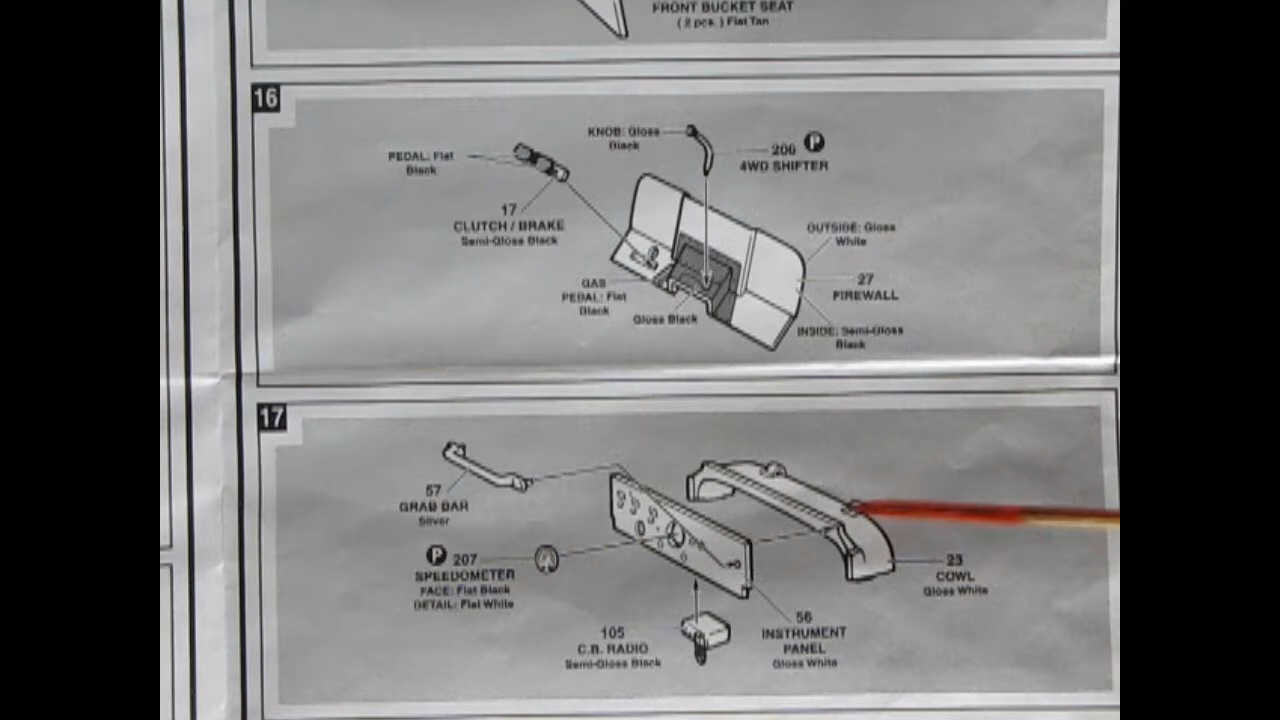 FRONT BUCKET SEAT
(2 pcs.) Flat Tan
16
KNOB: Gloss
Black
206 P
4WD SHIFTER
PEDAL: Flat
Black
17
CLUTCH / BRAKE
Semi-Gloss Black
OUTSIDE: Gloss
White
GAS
PEDAL: Flat
Black
27
FIREWALL
Gloss Black
INSIDE: Semi-Gloss
Black
17
57
GRAB BAR
Silver
P 207
SPEEDOMETER
FACE: Flat Black
DETAIL: Flat White
23
COWL
Gloss White
105
C.B. RADIO
Semi-Gloss Black
56
INSTRUMENT
PANEL
Gloss White